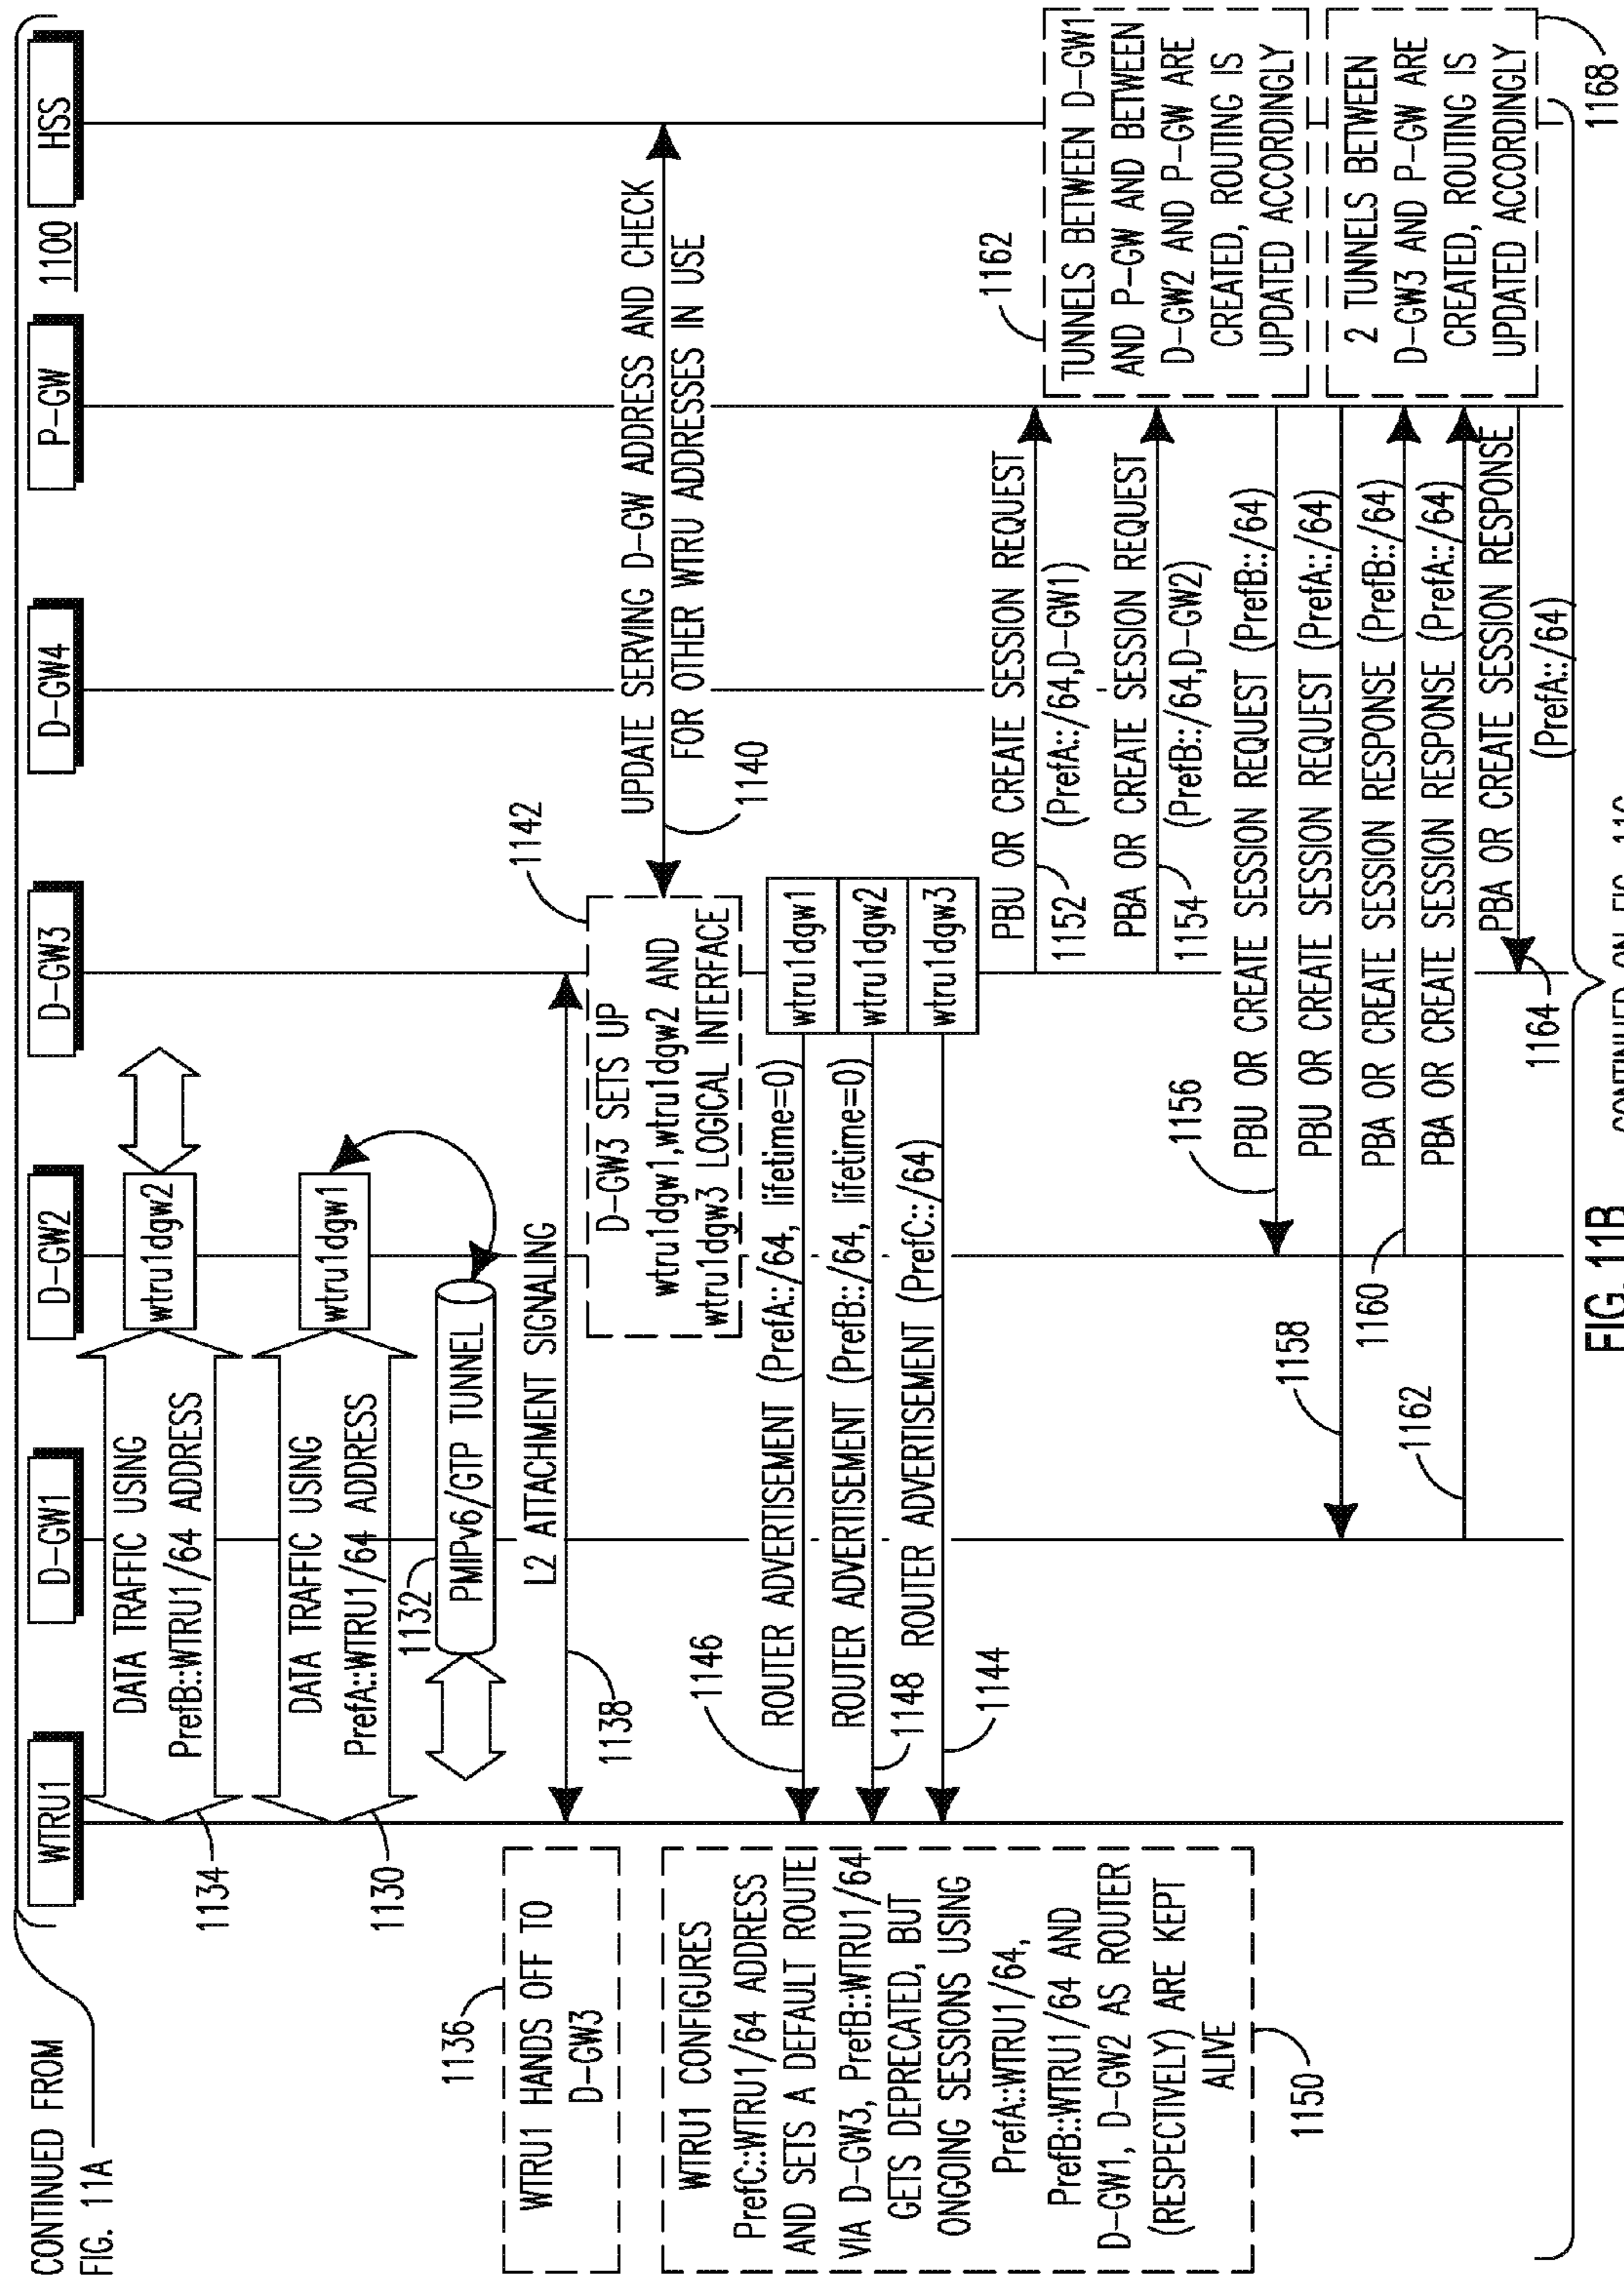 CONTINUED FROM
FIG. 11A
WTRU1
D-GW1
D-GW2
D-GW3
D-GW4
P-GW
1100
HSS
DATA TRAFFIC USING
PrefB::WTRU1/64 ADDRESS
wtru1dgw2
1134
DATA TRAFFIC USING
PrefA::WTRU1/64 ADDRESS
wtru1dgw1
1130
1132
PMIPv6/GTP TUNNEL
1136
WTRU1 HANDS OFF TO
D-GW3
L2 ATTACHMENT SIGNALING
1138
1142
D-GW3 SETS UP
wtru1dgw1,wtru1dgw2 AND
wtru1dgw3 LOGICAL INTERFACE
UPDATE SERVING D-GW ADDRESS AND CHECK
FOR OTHER WTRU ADDRESSES IN USE
1140
1146
ROUTER ADVERTISEMENT (PrefA::/64, lifetime=0)
wtru1dgw1
ROUTER ADVERTISEMENT (PrefB::/64, lifetime=0)
wtru1dgw2
1148
ROUTER ADVERTISEMENT (PrefC::/64)
wtru1dgw3
1144
WTRU1 CONFIGURES
PrefC::WTRU1/64 ADDRESS
AND SETS A DEFAULT ROUTE
VIA D-GW3, PrefB::WTRU1/64
GETS DEPRECATED, BUT
ONGOING SESSIONS USING
PrefA::WTRU1/64,
PrefB::WTRU1/64 AND
D-GW1, D-GW2 AS ROUTER
(RESPECTIVELY) ARE KEPT
ALIVE
1150
PBU OR CREATE SESSION REQUEST
1152
(PrefA::/64,D-GW1)
PBA OR CREATE SESSION REQUEST
1154
(PrefB::/64,D-GW2)
1162
TUNNELS BETWEEN D-GW1
AND P-GW AND BETWEEN
D-GW2 AND P-GW ARE
CREATED, ROUTING IS
UPDATED ACCORDINGLY
1156
PBU OR CREATE SESSION REQUEST (PrefB::/64)
1158
PBU OR CREATE SESSION REQUEST (PrefA::/64)
1160
PBA OR CREATE SESSION RESPONSE (PrefB::/64)
1162
PBA OR CREATE SESSION RESPONSE (PrefA::/64)
2 TUNNELS BETWEEN
D-GW3 AND P-GW ARE
CREATED, ROUTING IS
UPDATED ACCORDINGLY
1168
PBA OR CREATE SESSION RESPONSE
1164
(PrefA::/64)
FIG. 11B
CONTINUED ON FIG. 11C